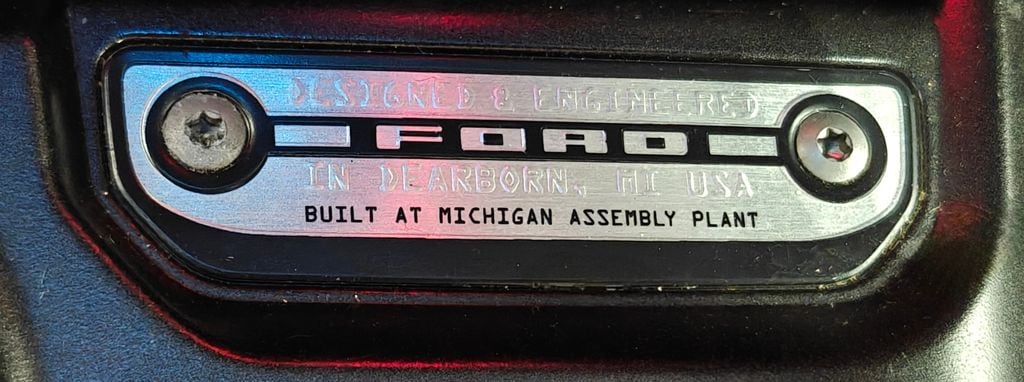 DESIGNED & ENGINEERED
FORD
IN DEARBORN, MI USA
BUILT AT MICHIGAN ASSEMBLY PLANT